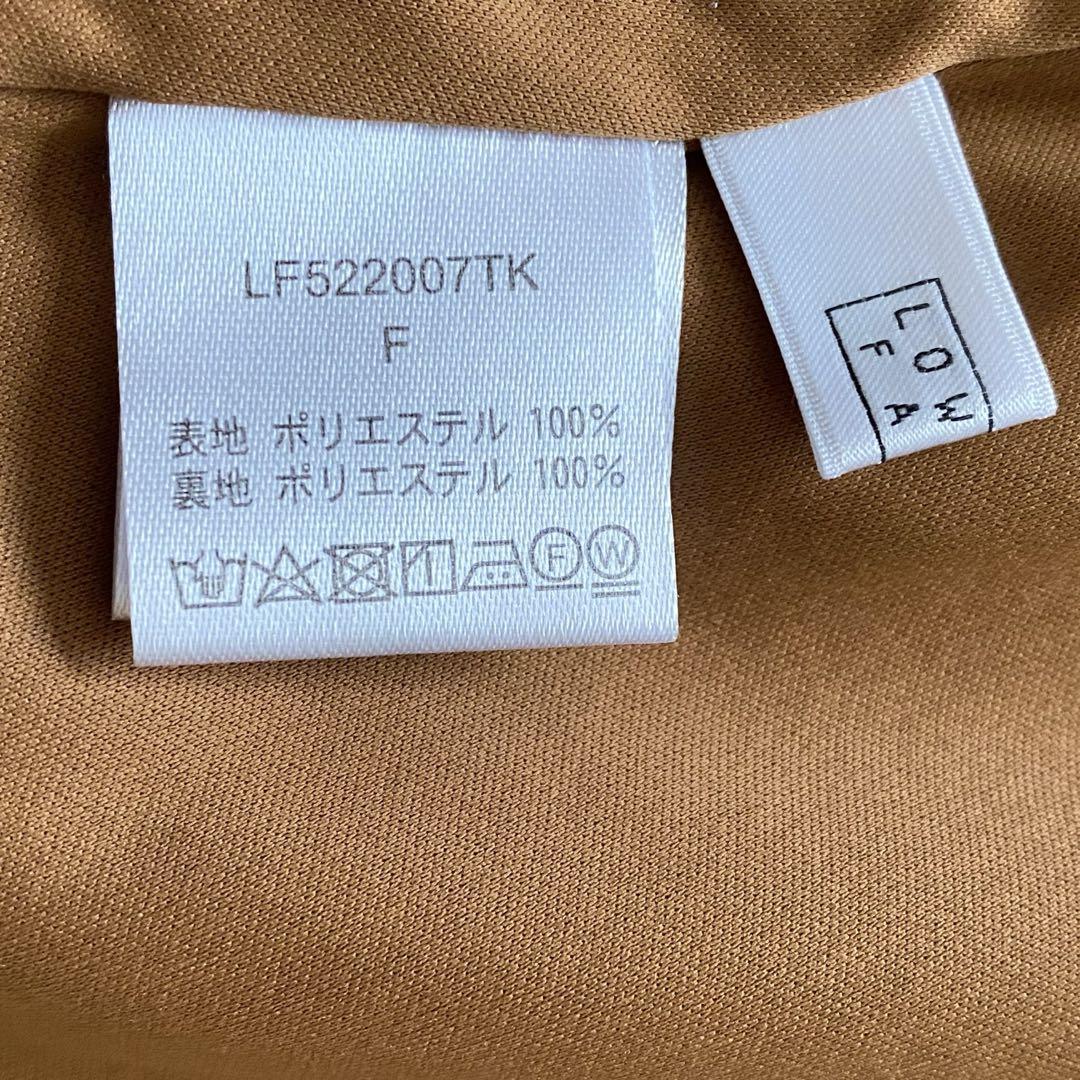 LF522007TK
F
表地 ポリエステル 100%
裏地 ポリエステル 100%
F W
LOW
FA